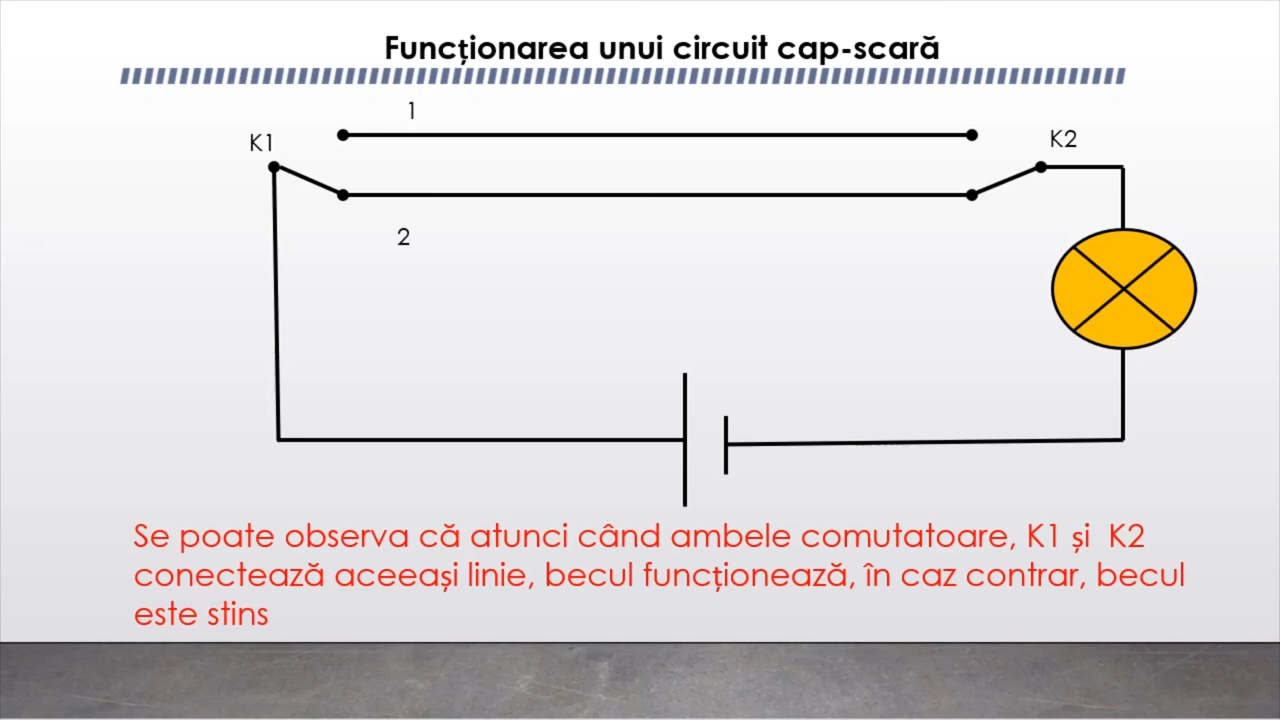 Funcționarea unui circuit cap-scară
1
K1
K2
2
Se poate observa că atunci când ambele comutatoare, K1 și K2
conectează aceeași linie, becul funcționează, în caz contrar, becul
este stins